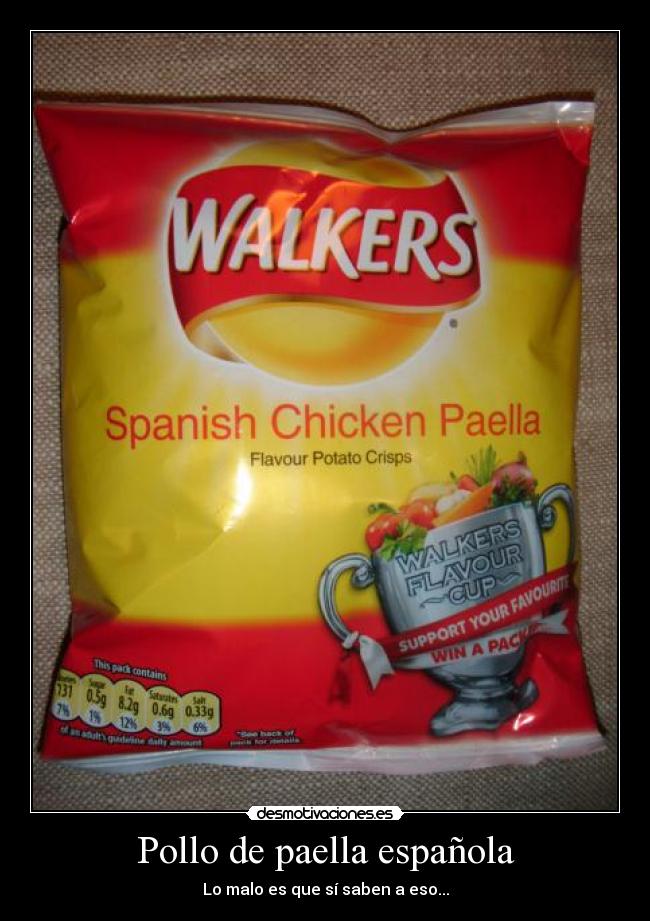 WALKERS
Spanish Chicken Paella
Flavour Potato Crisps
WALKERS
FLAVOUR
CUP
SUPPORT YOUR FAVOURITE
WIN A PACK
This pack contains
Sugar Fat Saturates Salt
131 0.5g 8.2g 0.6g 0.33g
7% 1% 12% 3% 6%
of an adult's guideline daily amount
*See back of
pack for details
desmotivaciones.es
Pollo de paella española
Lo malo es que sí saben a eso...